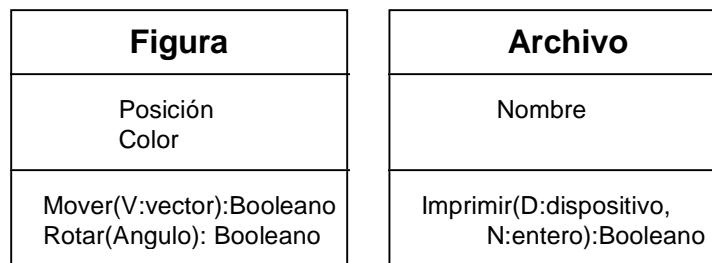 Figura
Posición
Color
Mover(V:vector):Booleano
Rotar(Angulo): Booleano
Archivo
Nombre
Imprimir(D:dispositivo,
N:entero):Booleano